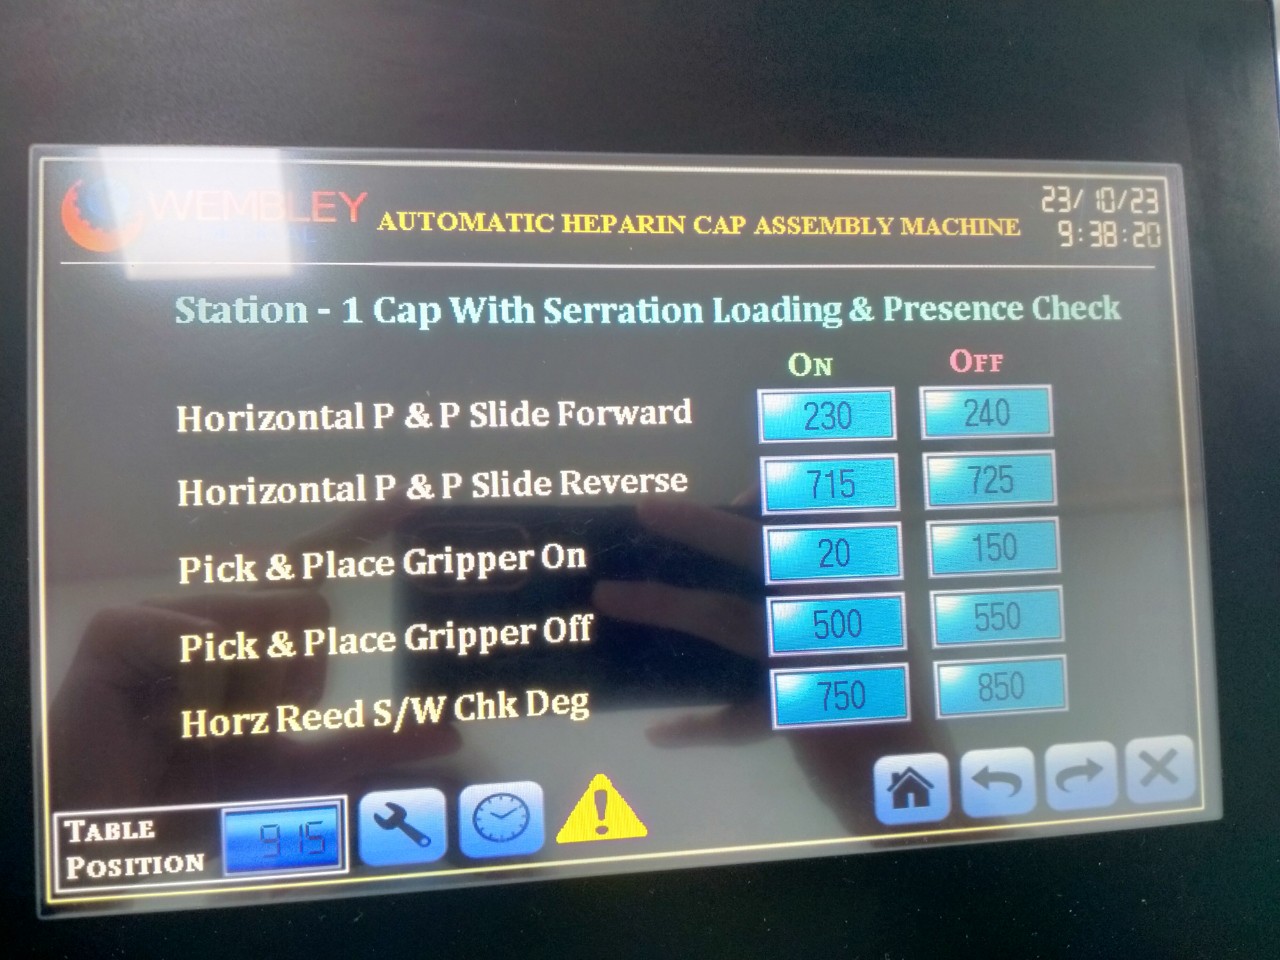 WEMBLEY
AUTOMATIC HEPARIN CAP ASSEMBLY MACHINE
23/10/23
9:38:20
Station - 1 Cap With Serration Loading & Presence Check
ON OFF
Horizontal P & P Slide Forward 230 240
Horizontal P & P Slide Reverse 715 725
Pick & Place Gripper On 20 150
Pick & Place Gripper Off 500 550
Horz Reed S/W Chk Deg 750 850
TABLE
POSITION 915